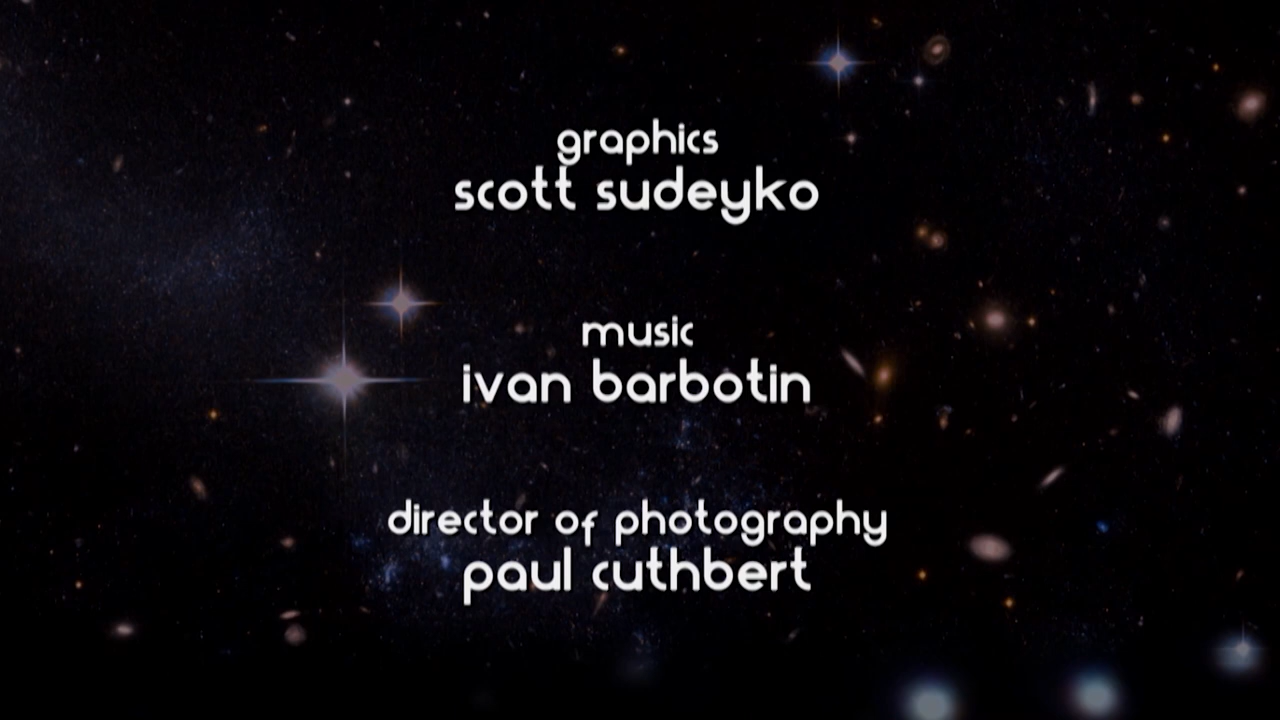 graphics
scott sudeyko
music
ivan barbotin
director of photography
paul cuthbert